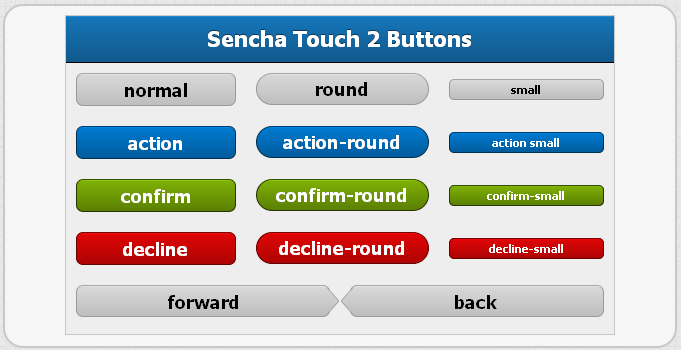 Sencha Touch 2 Buttons
normal round small
action action-round action small
confirm confirm-round confirm-small
decline decline-round decline-small
forward back